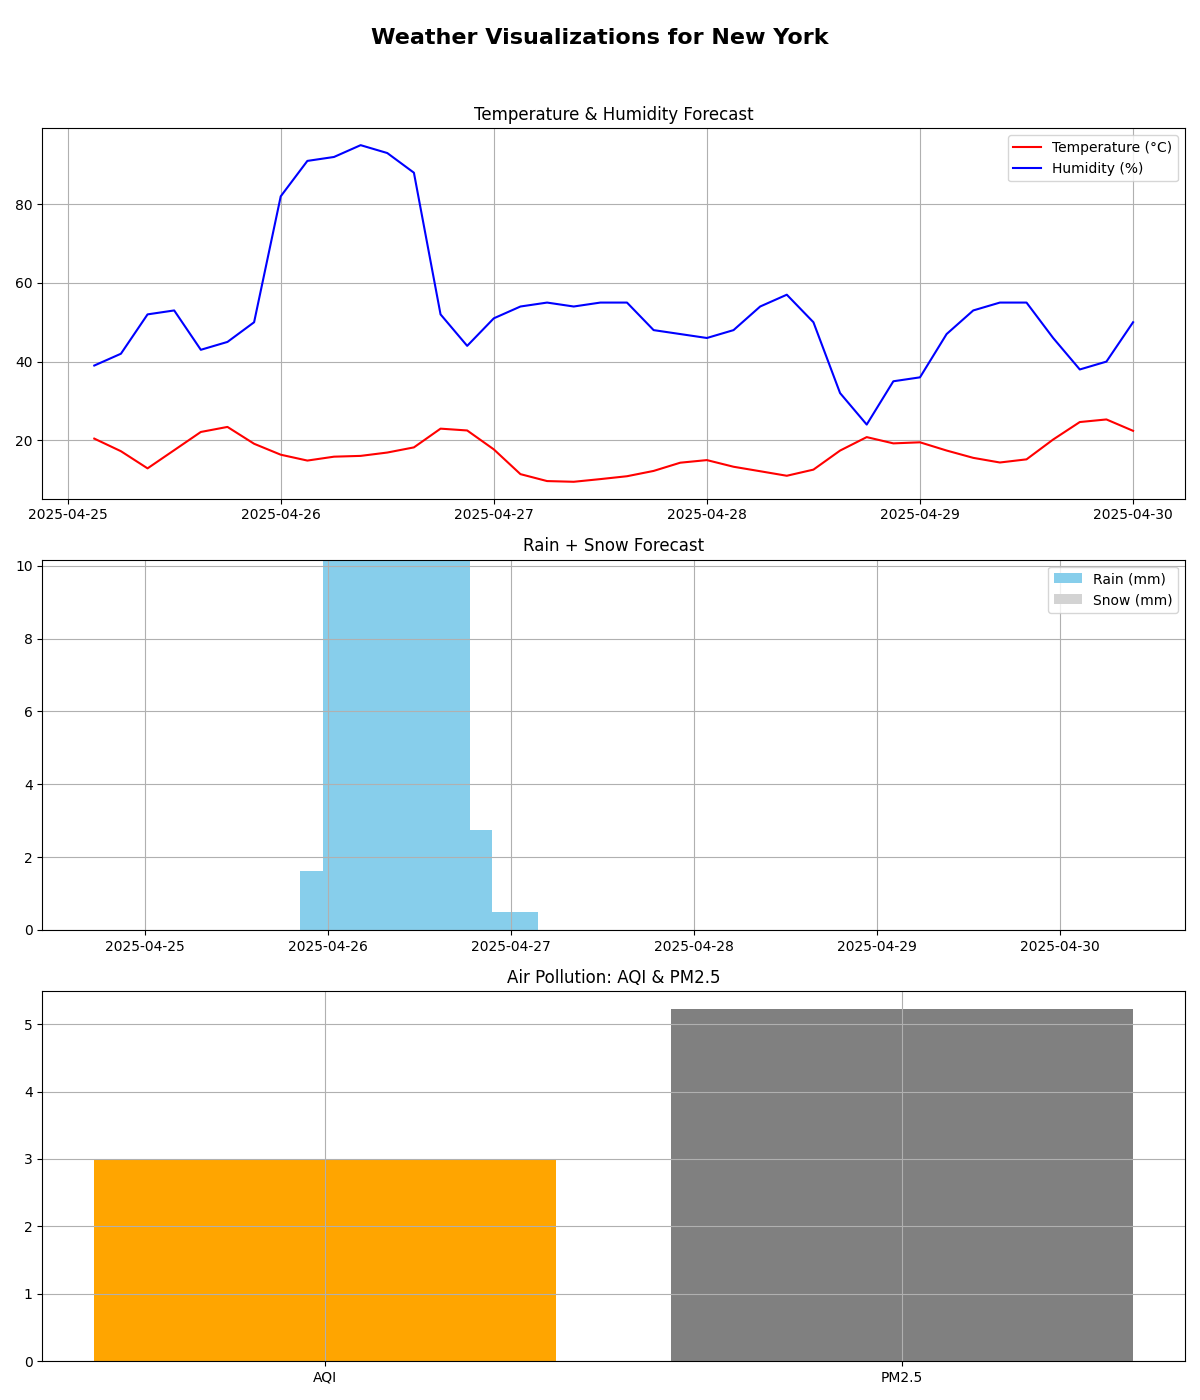 Weather Visualizations for New York
Temperature & Humidity Forecast
Temperature (°C)
Humidity (%)
80
60
40
20
2025-04-25 2025-04-26 2025-04-27 2025-04-28 2025-04-29 2025-04-30
Rain + Snow Forecast
Rain (mm)
Snow (mm)
10
8
6
4
2
0
2025-04-25 2025-04-26 2025-04-27 2025-04-28 2025-04-29 2025-04-30
Air Pollution: AQI & PM2.5
5
4
3
2
1
0
AQI PM2.5